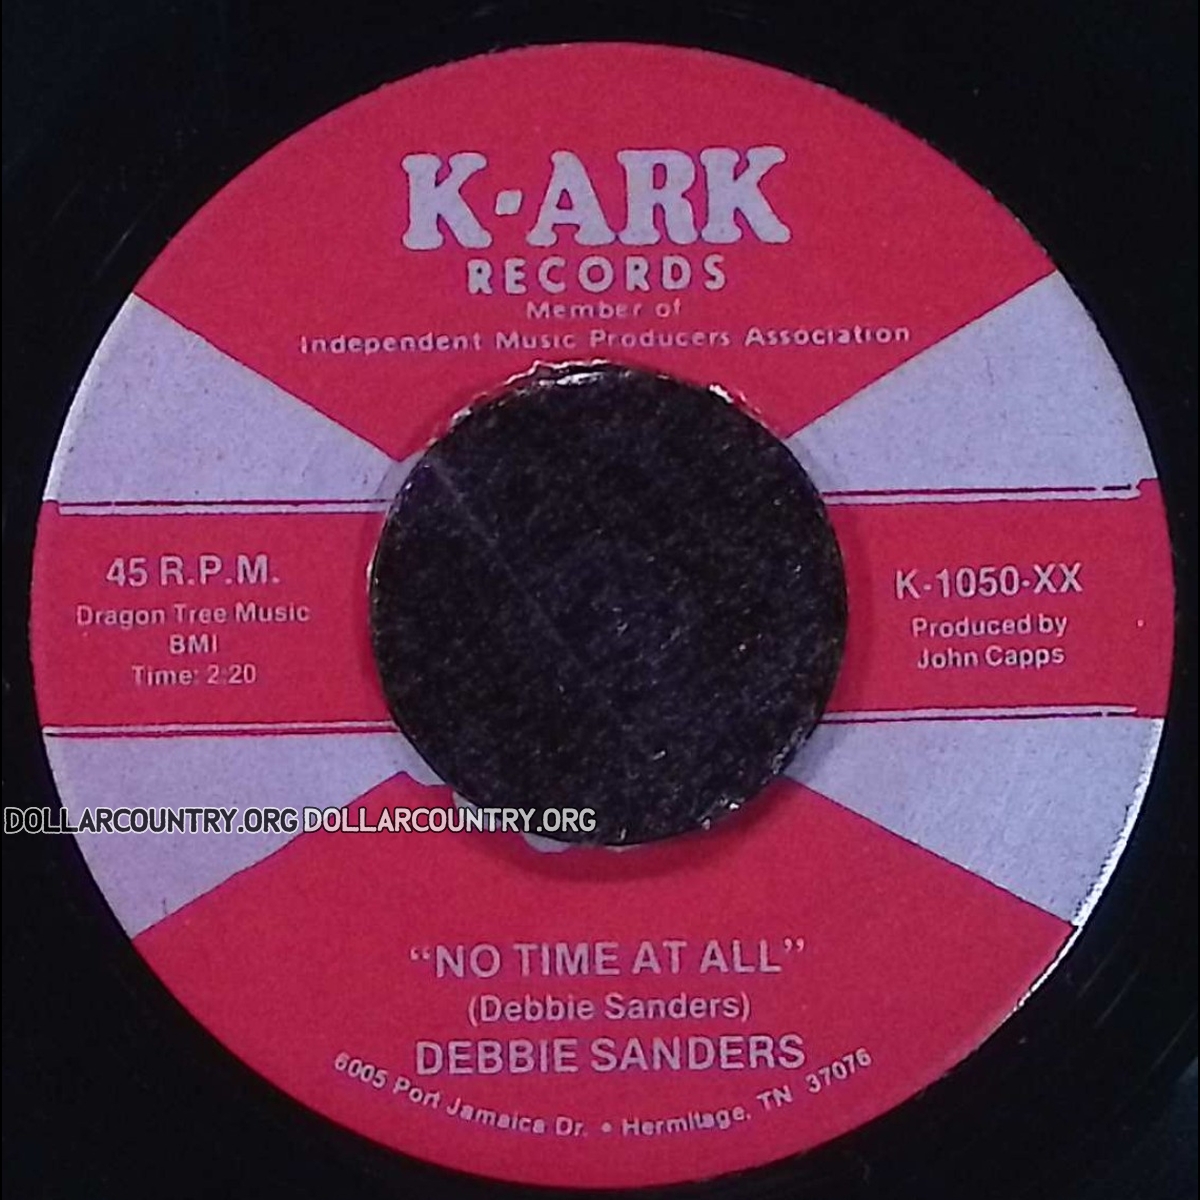 K-ARK
RECORDS
Member of
Independent Music Producers Association
45 R.P.M.
Dragon Tree Music
BMI
Time: 2:20
K-1050-XX
Produced by
John Capps
DOLLARCOUNTRY.ORG DOLLARCOUNTRY.ORG
“NO TIME AT ALL”
(Debbie Sanders)
DEBBIE SANDERS
6005 Port Jamaica Dr. • Hermitage, TN 37076